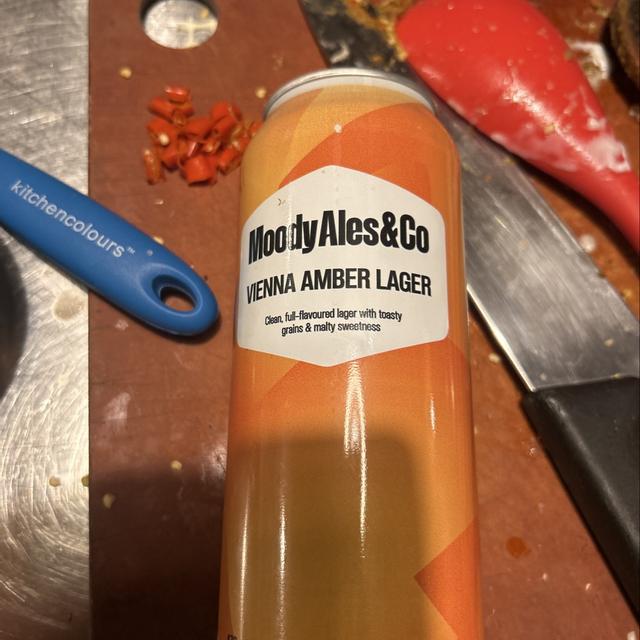 kitchencolours™
MoodyAles&Co
VIENNA AMBER LAGER
Clean, full-flavoured lager with toasty
grains & malty sweetness